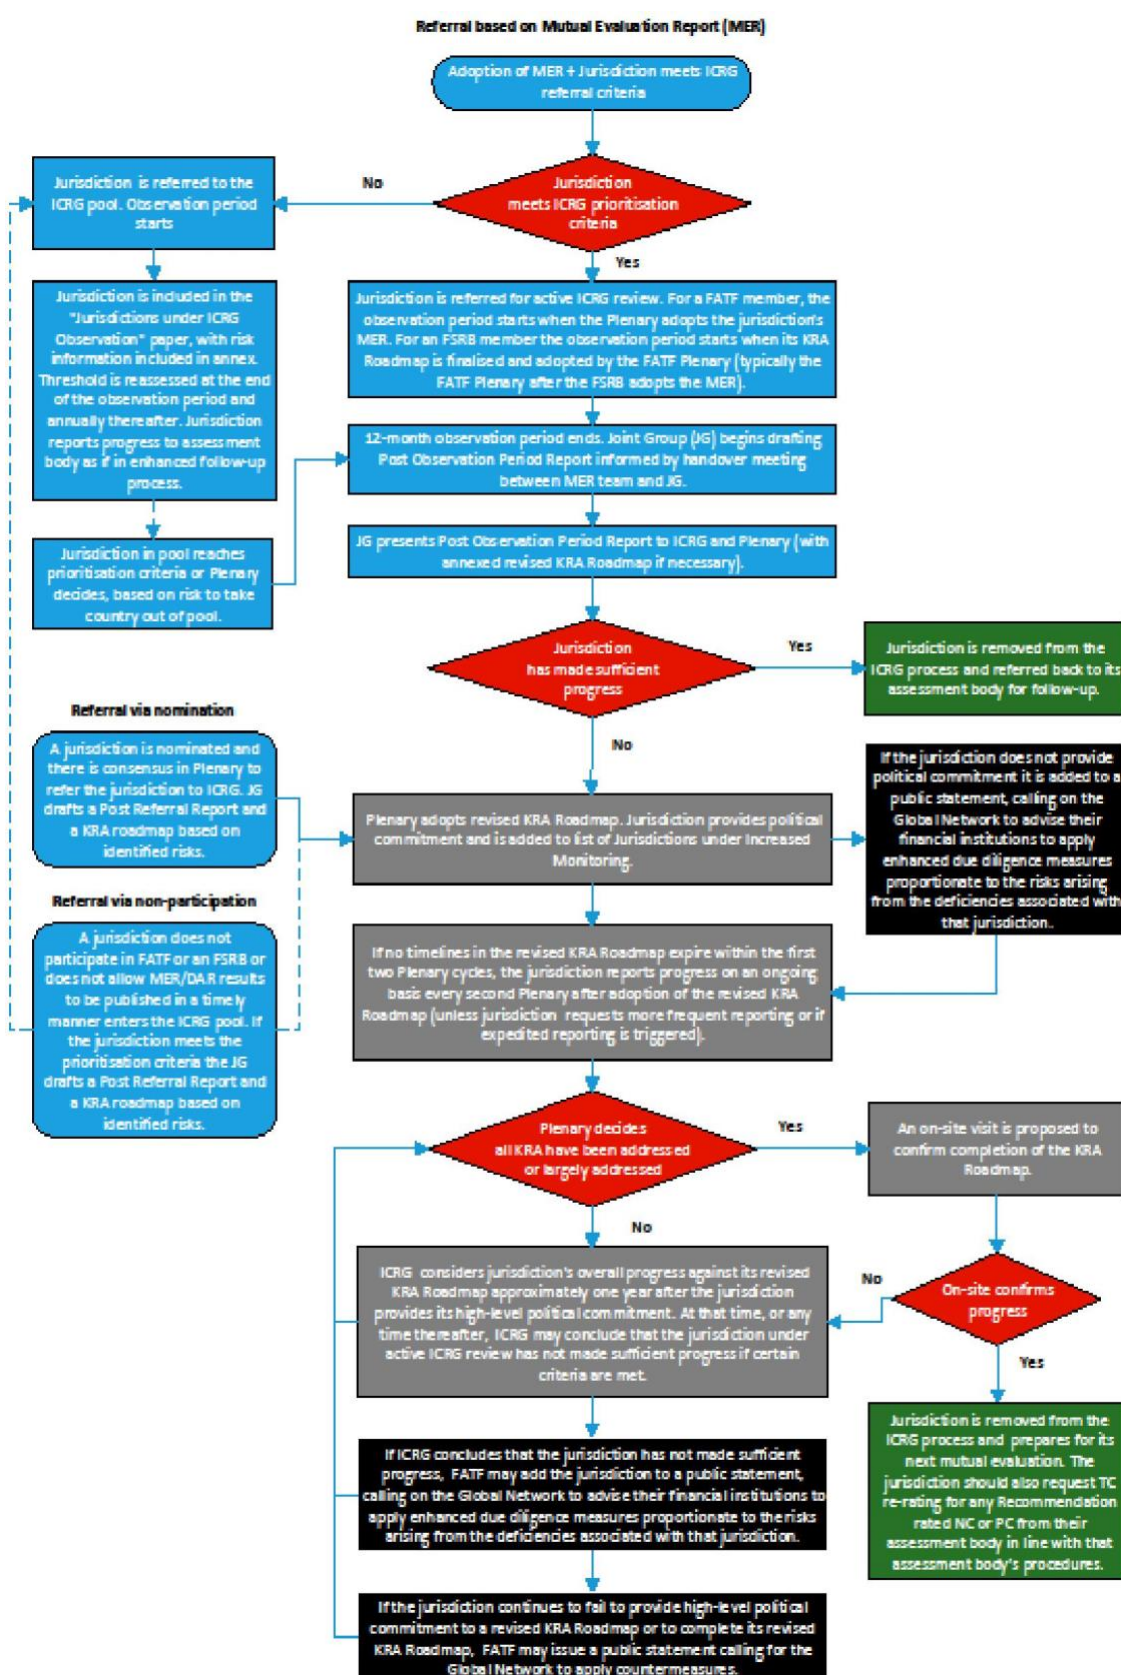 Referral based on Mutual Evaluation Report (MER)
Adoption of MER + Jurisdiction meets ICRG
referral criteria
Jurisdiction
meets ICRG prioritisation
criteria
No
Yes
Jurisdiction is referred to the
ICRG pool. Observation period
starts
Jurisdiction is included in the
"Jurisdictions under ICRG
Observation" paper, with risk
information included in annex.
Threshold is reassessed at the end
of the observation period and
annually thereafter. Jurisdiction
reports progress to assessment
body as if in enhanced follow-up
process.
Jurisdiction in pool reaches
prioritisation criteria or Plenary
decides, based on risk to take
country out of pool.
Jurisdiction is referred for active ICRG review. For a FATF member, the
observation period starts when the Plenary adopts the jurisdiction's
MER. For an FSRB member the observation period starts when its KRA
Roadmap is finalised and adopted by the FATF Plenary (typically the
FATF Plenary after the FSRB adopts the MER).
12-month observation period ends. Joint Group (JG) begins drafting
Post Observation Period Report informed by handover meeting
between MER team and JG.
JG presents Post Observation Period Report to ICRG and Plenary (with
annexed revised KRA Roadmap if necessary).
Jurisdiction
has made sufficient
progress
Yes
Jurisdiction is removed from the
ICRG process and referred back to its
assessment body for follow-up.
No
Referral via nomination
A jurisdiction is nominated and
there is consensus in Plenary to
refer the jurisdiction to ICRG. JG
drafts a Post Referral Report and
a KRA roadmap based on
identified risks.
Plenary adopts revised KRA Roadmap. Jurisdiction provides political
commitment and is added to list of Jurisdictions under Increased
Monitoring.
If the jurisdiction does not provide
political commitment it is added to a
public statement, calling on the
Global Network to advise their
financial institutions to apply
enhanced due diligence measures
proportionate to the risks arising
from the deficiencies associated with
that jurisdiction..
Referral via non-participation
A jurisdiction does not
participate in FATF or an FSRB or
does not allow MER/DAR results
to be published in a timely
manner enters the ICRG pool. If
the jurisdiction meets the
prioritisation criteria the JG
drafts a Post Referral Report and
a KRA roadmap based on
identified risks.
If no timelines in the revised KRA Roadmap expire within the first
two Plenary cycles, the jurisdiction reports progress on an ongoing
basis every second Plenary after adoption of the revised KRA
Roadmap (unless jurisdiction requests more frequent reporting or if
expedited reporting is triggered).
Plenary decides
all KRA have been addressed
or largely addressed
Yes
An on-site visit is proposed to
confirm completion of the KRA
Roadmap.
No
ICRG considers jurisdiction's overall progress against its revised
KRA Roadmap approximately one year after the jurisdiction
provides its high-level political commitment. At that time, or any
time thereafter, ICRG may conclude that the jurisdiction under
active ICRG review has not made sufficient progress if certain
criteria are met.
No
On-site confirms
progress
Yes
Jurisdiction is removed from the
ICRG process and prepares for its
next mutual evaluation. The
jurisdiction should also request TC
re-rating for any Recommendation
rated NC or PC from their
assessment body in line with that
assessment body's procedures.
If ICRG concludes that the jurisdiction has not made sufficient
progress, FATF may add the jurisdiction to a public statement,
calling on the Global Network to advise their financial institutions to
apply enhanced due diligence measures proportionate to the risks
arising from the deficiencies associated with that jurisdiction.
If the jurisdiction continues to fail to provide high-level political
commitment to a revised KRA Roadmap or to complete its revised
KRA Roadmap, FATF may issue a public statement calling for the
Global Network to apply countermeasures.